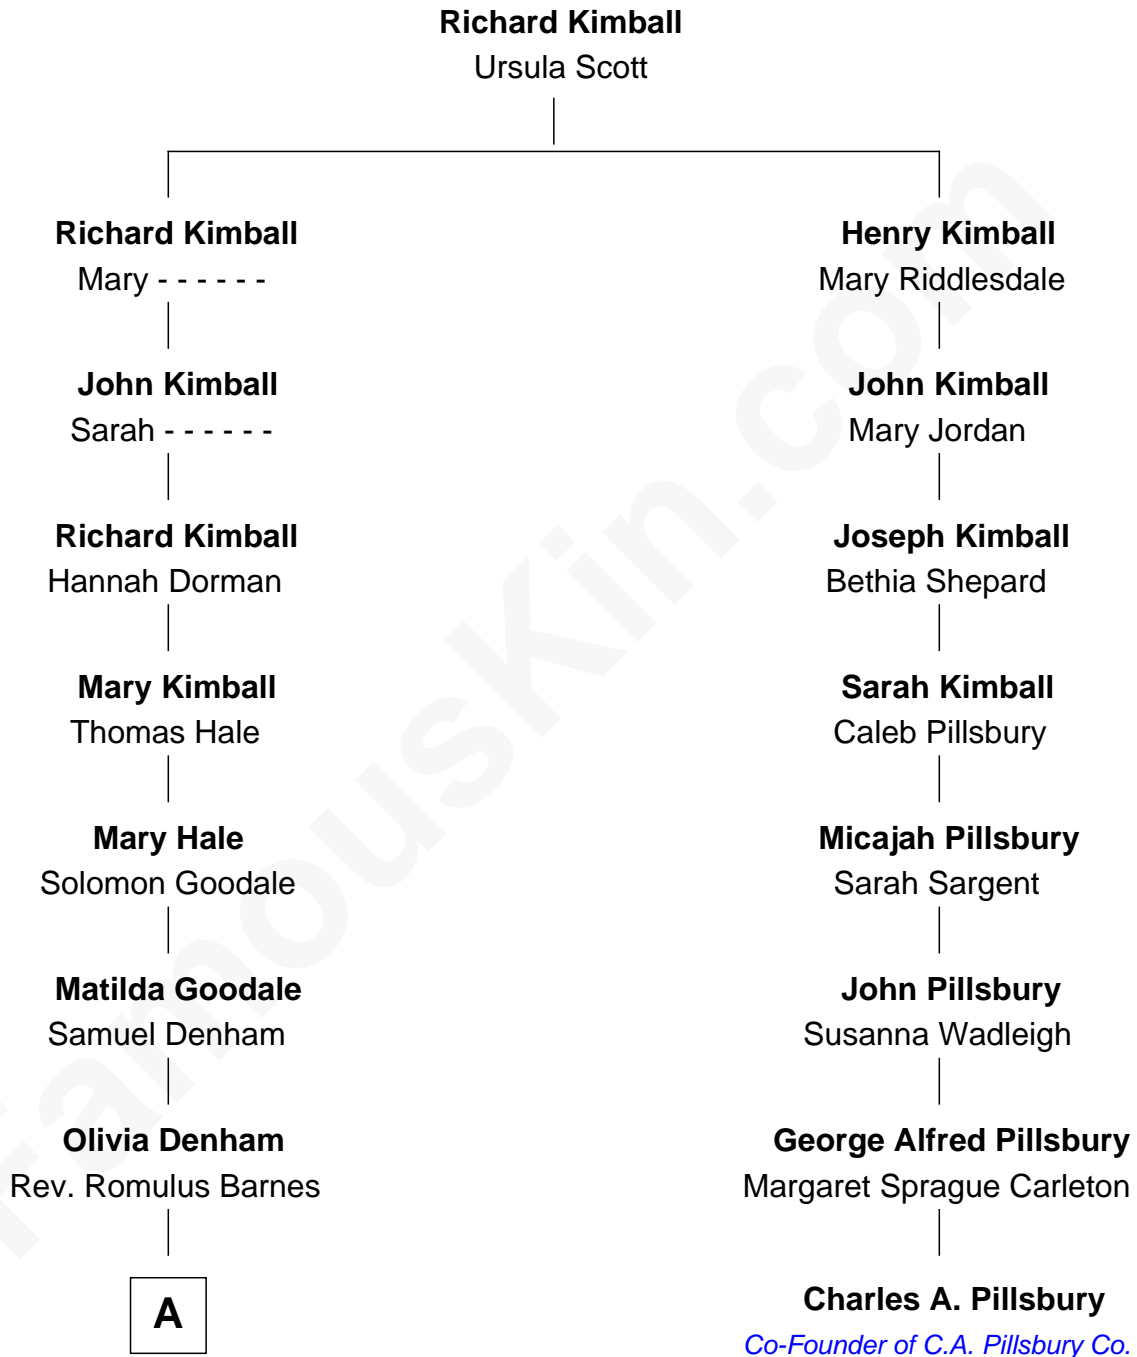 Richard Kimball
Ursula Scott
Richard Kimball
Mary - - - - - -
John Kimball
Sarah - - - - - -
Richard Kimball
Hannah Dorman
Mary Kimball
Thomas Hale
Mary Hale
Solomon Goodale
Matilda Goodale
Samuel Denham
Olivia Denham
Rev. Romulus Barnes
A
Henry Kimball
Mary Riddlesdale
John Kimball
Mary Jordan
Joseph Kimball
Bethia Shepard
Sarah Kimball
Caleb Pillsbury
Micajah Pillsbury
Sarah Sargent
John Pillsbury
Susanna Wadleigh
George Alfred Pillsbury
Margaret Sprague Carleton
Charles A. Pillsbury
Co-Founder of C.A. Pillsbury Co.
FamousKin.com